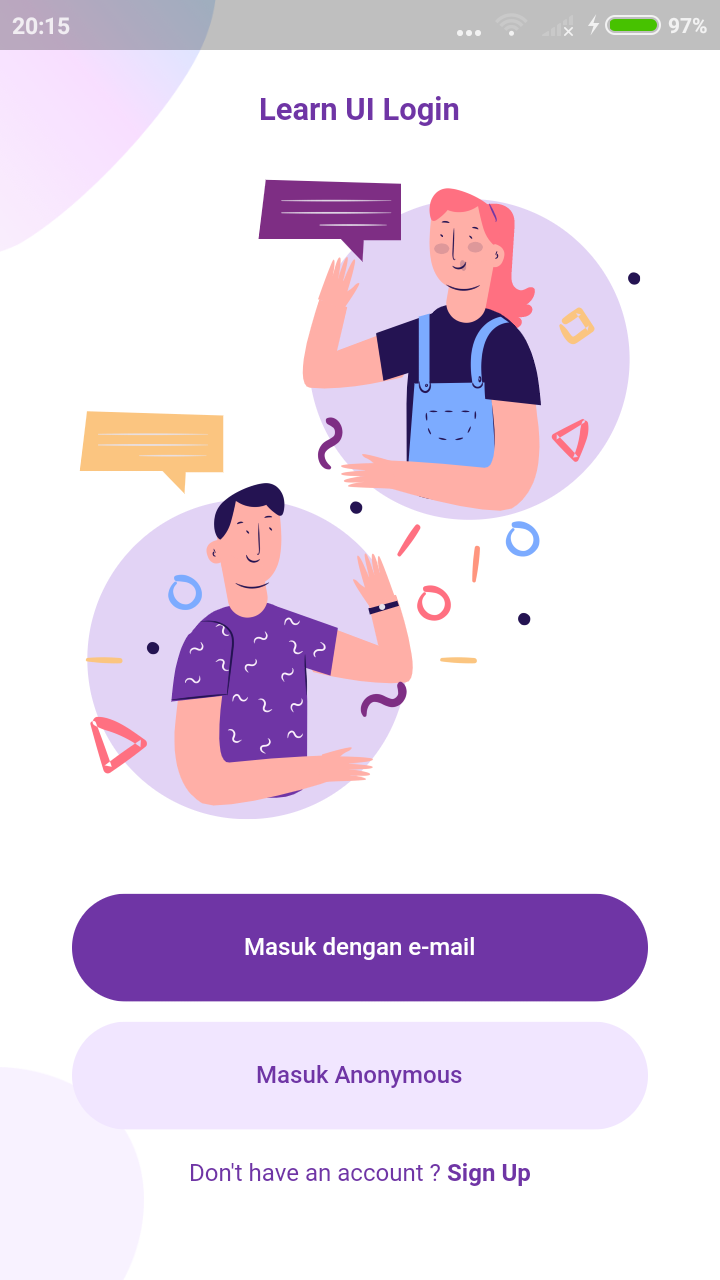 20:15
97%
Learn UI Login
Masuk dengan e-mail
Masuk Anonymous
Don't have an account ? Sign Up